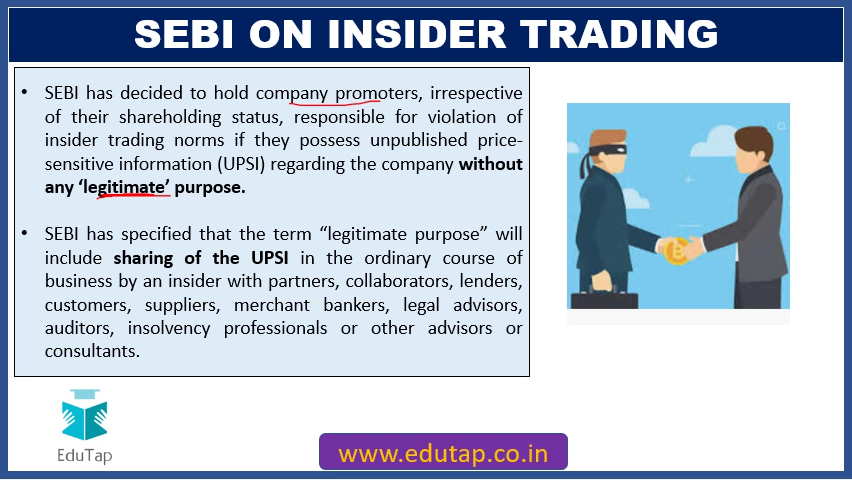 SEBI ON INSIDER TRADING
• SEBI has decided to hold company promoters, irrespective
of their shareholding status, responsible for violation of
insider trading norms if they possess unpublished price-
sensitive information (UPSI) regarding the company without
any ‘legitimate’ purpose.
• SEBI has specified that the term “legitimate purpose” will
include sharing of the UPSI in the ordinary course of
business by an insider with partners, collaborators, lenders,
customers, suppliers, merchant bankers, legal advisors,
auditors, insolvency professionals or other advisors or
consultants.
EduTap
www.edutap.co.in